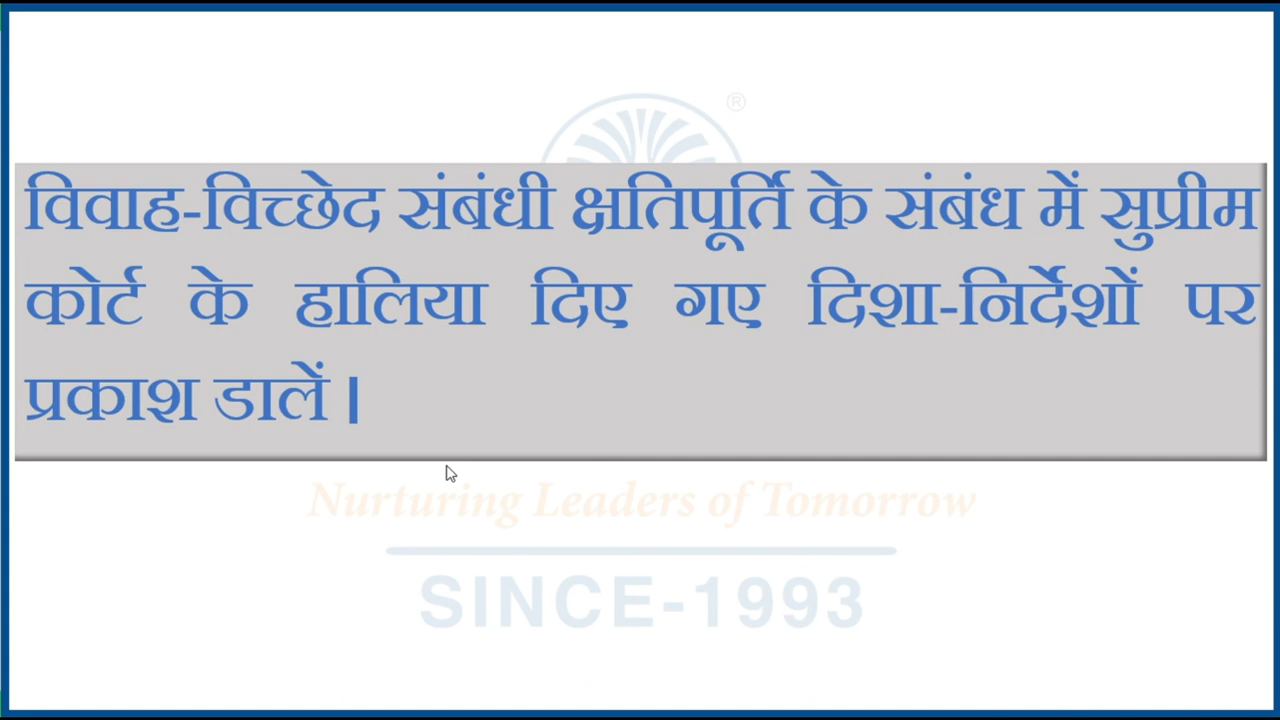 ®
विवाह-विच्छेद संबंधी क्षतिपूर्ति के संबंध में सुप्रीम
कोर्ट के हालिया दिए गए दिशा-निर्देशों पर
प्रकाश डालें ।
Nurturing Leaders of Tomorrow
SINCE-1993